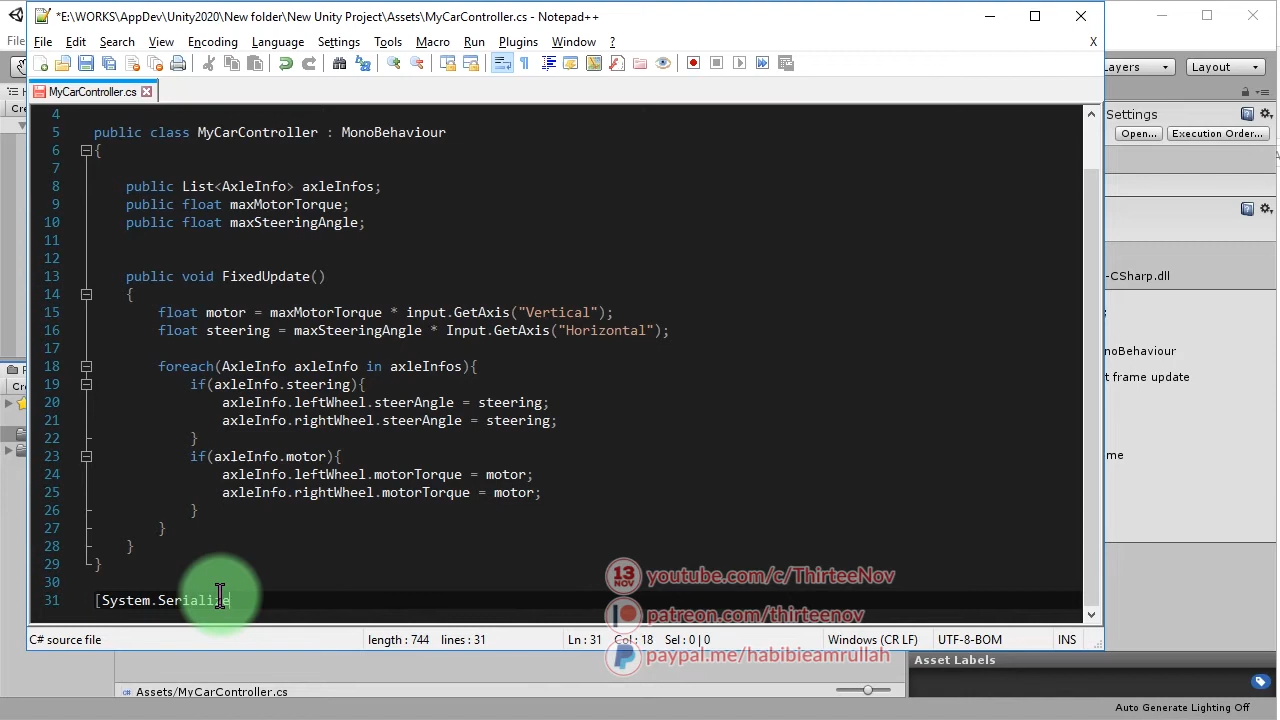 *E:\WORKS\AppDev\Unity2020\New folder\New Unity Project\Assets\MyCarController.cs - Notepad++
File Edit Search View Encoding Language Settings Tools Macro Run Plugins Window ? X
MyCarController.cs
4
5 public class MyCarController : MonoBehaviour
6 {
7
8 public List<AxleInfo> axleInfos;
9 public float maxMotorTorque;
10 public float maxSteeringAngle;
11
12
13 public void FixedUpdate()
14 {
15 float motor = maxMotorTorque * input.GetAxis("Vertical");
16 float steering = maxSteeringAngle * Input.GetAxis("Horizontal");
17
18 foreach(AxleInfo axleInfo in axleInfos){
19 if(axleInfo.steering){
20 axleInfo.leftWheel.steerAngle = steering;
21 axleInfo.rightWheel.steerAngle = steering;
22 }
23 if(axleInfo.motor){
24 axleInfo.leftWheel.motorTorque = motor;
25 axleInfo.rightWheel.motorTorque = motor;
26 }
27 }
28 }
29 }
30
31 [System.Serialize
13 NOV youtube.com/c/ThirteeNov
patreon.com/thirteenov
paypal.me/habibieamrullah
C# source file length : 744 lines : 31 Ln : 31 Col : 18 Sel : 0 | 0 Windows (CR LF) UTF-8-BOM INS
Fil
Cre
Cre
ayers Layout
Settings
Open... Execution Order...
-CSharp.dll
noBehaviour
t frame update
me
Asset Labels
Assets/MyCarController.cs
Auto Generate Lighting Off